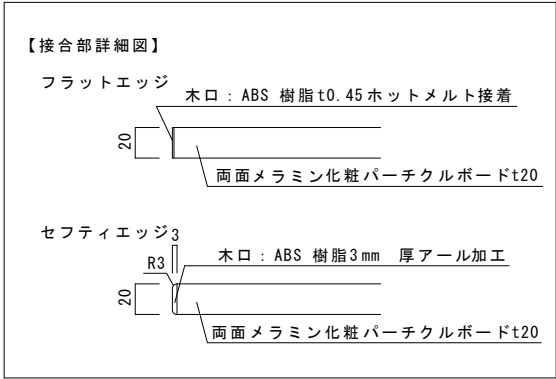 【接合部詳細図】
フラットエッジ
木口：ABS 樹脂t0.45ホットメルト接着
20
両面メラミン化粧パーチクルボードt20
セフティエッジ
3
R3
木口：ABS 樹脂3mm 厚アール加工
20
両面メラミン化粧パーチクルボードt20